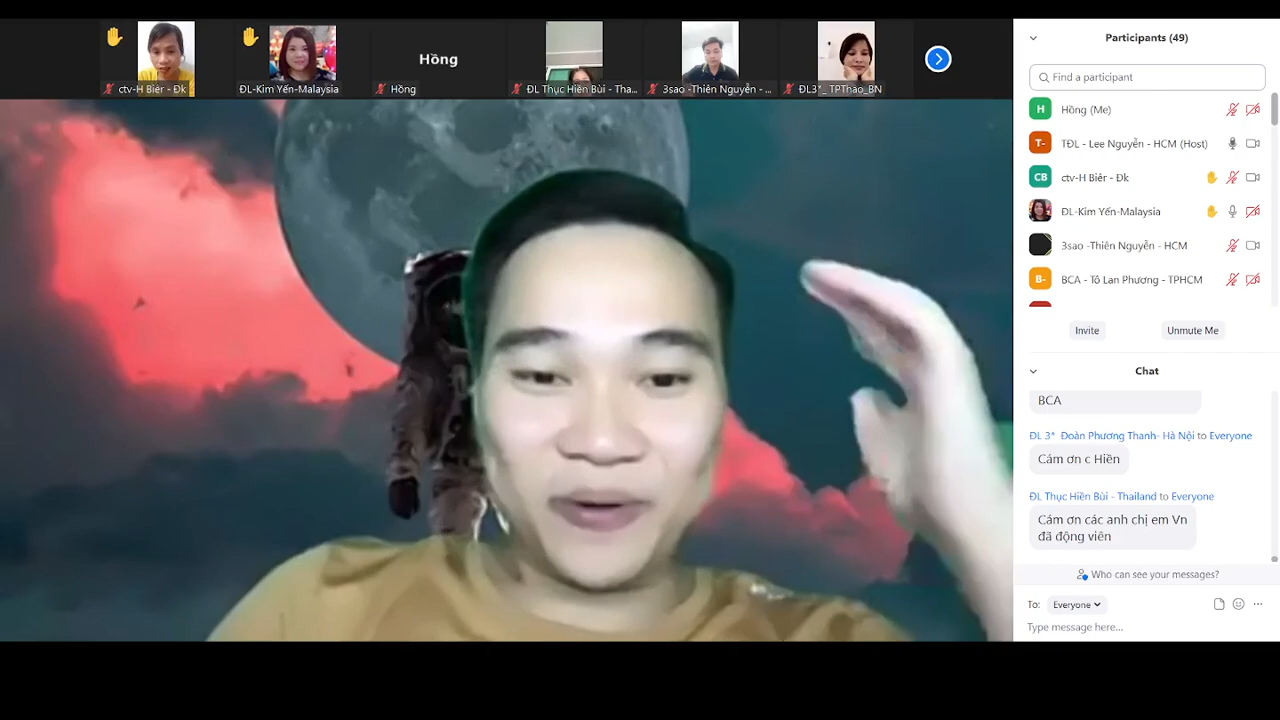 ctv-H Biêr - Đk
ĐL-Kim Yến-Malaysia
Hồng
Hồng
ĐL Thục Hiền Bùi - Tha...
3sao -Thiên Nguyễn - ...
ĐL3*_ TPThao_BN
Participants (49)
Find a participant
H
Hồng (Me)
T-
TĐL - Lee Nguyễn - HCM (Host)
CB
ctv-H Biêr - Đk
ĐL-Kim Yến-Malaysia
3sao -Thiên Nguyễn - HCM
B-
BCA - Tô Lan Phương - TPHCM
Invite
Unmute Me
Chat
BCA
ĐL 3* Đoàn Phương Thanh- Hà Nội to Everyone
Cám ơn c Hiền
ĐL Thục Hiền Bùi - Thailand to Everyone
Cám ơn các anh chị em Vn
đã động viên
Who can see your messages?
To: Everyone
Type message here...